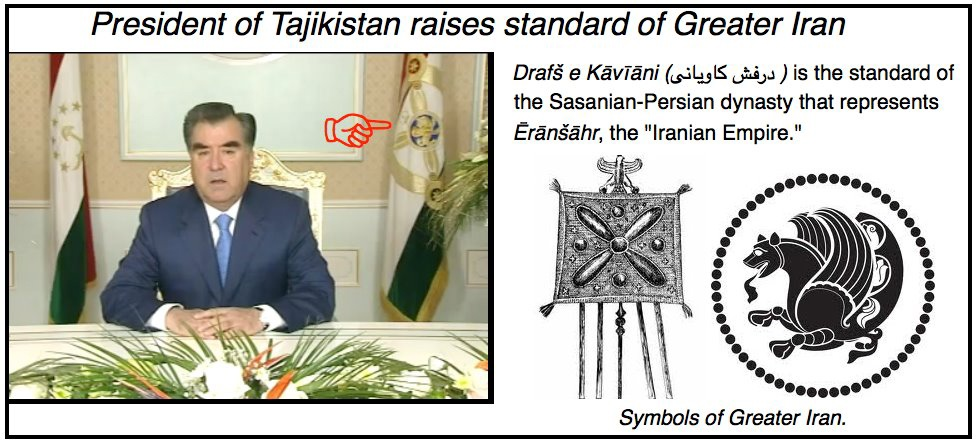 President of Tajikistan raises standard of Greater Iran
Drafš e Kāvīāni (درفش کاویانی ) is the standard of
the Sasanian-Persian dynasty that represents
Ērānšāhr, the "Iranian Empire."
Symbols of Greater Iran.